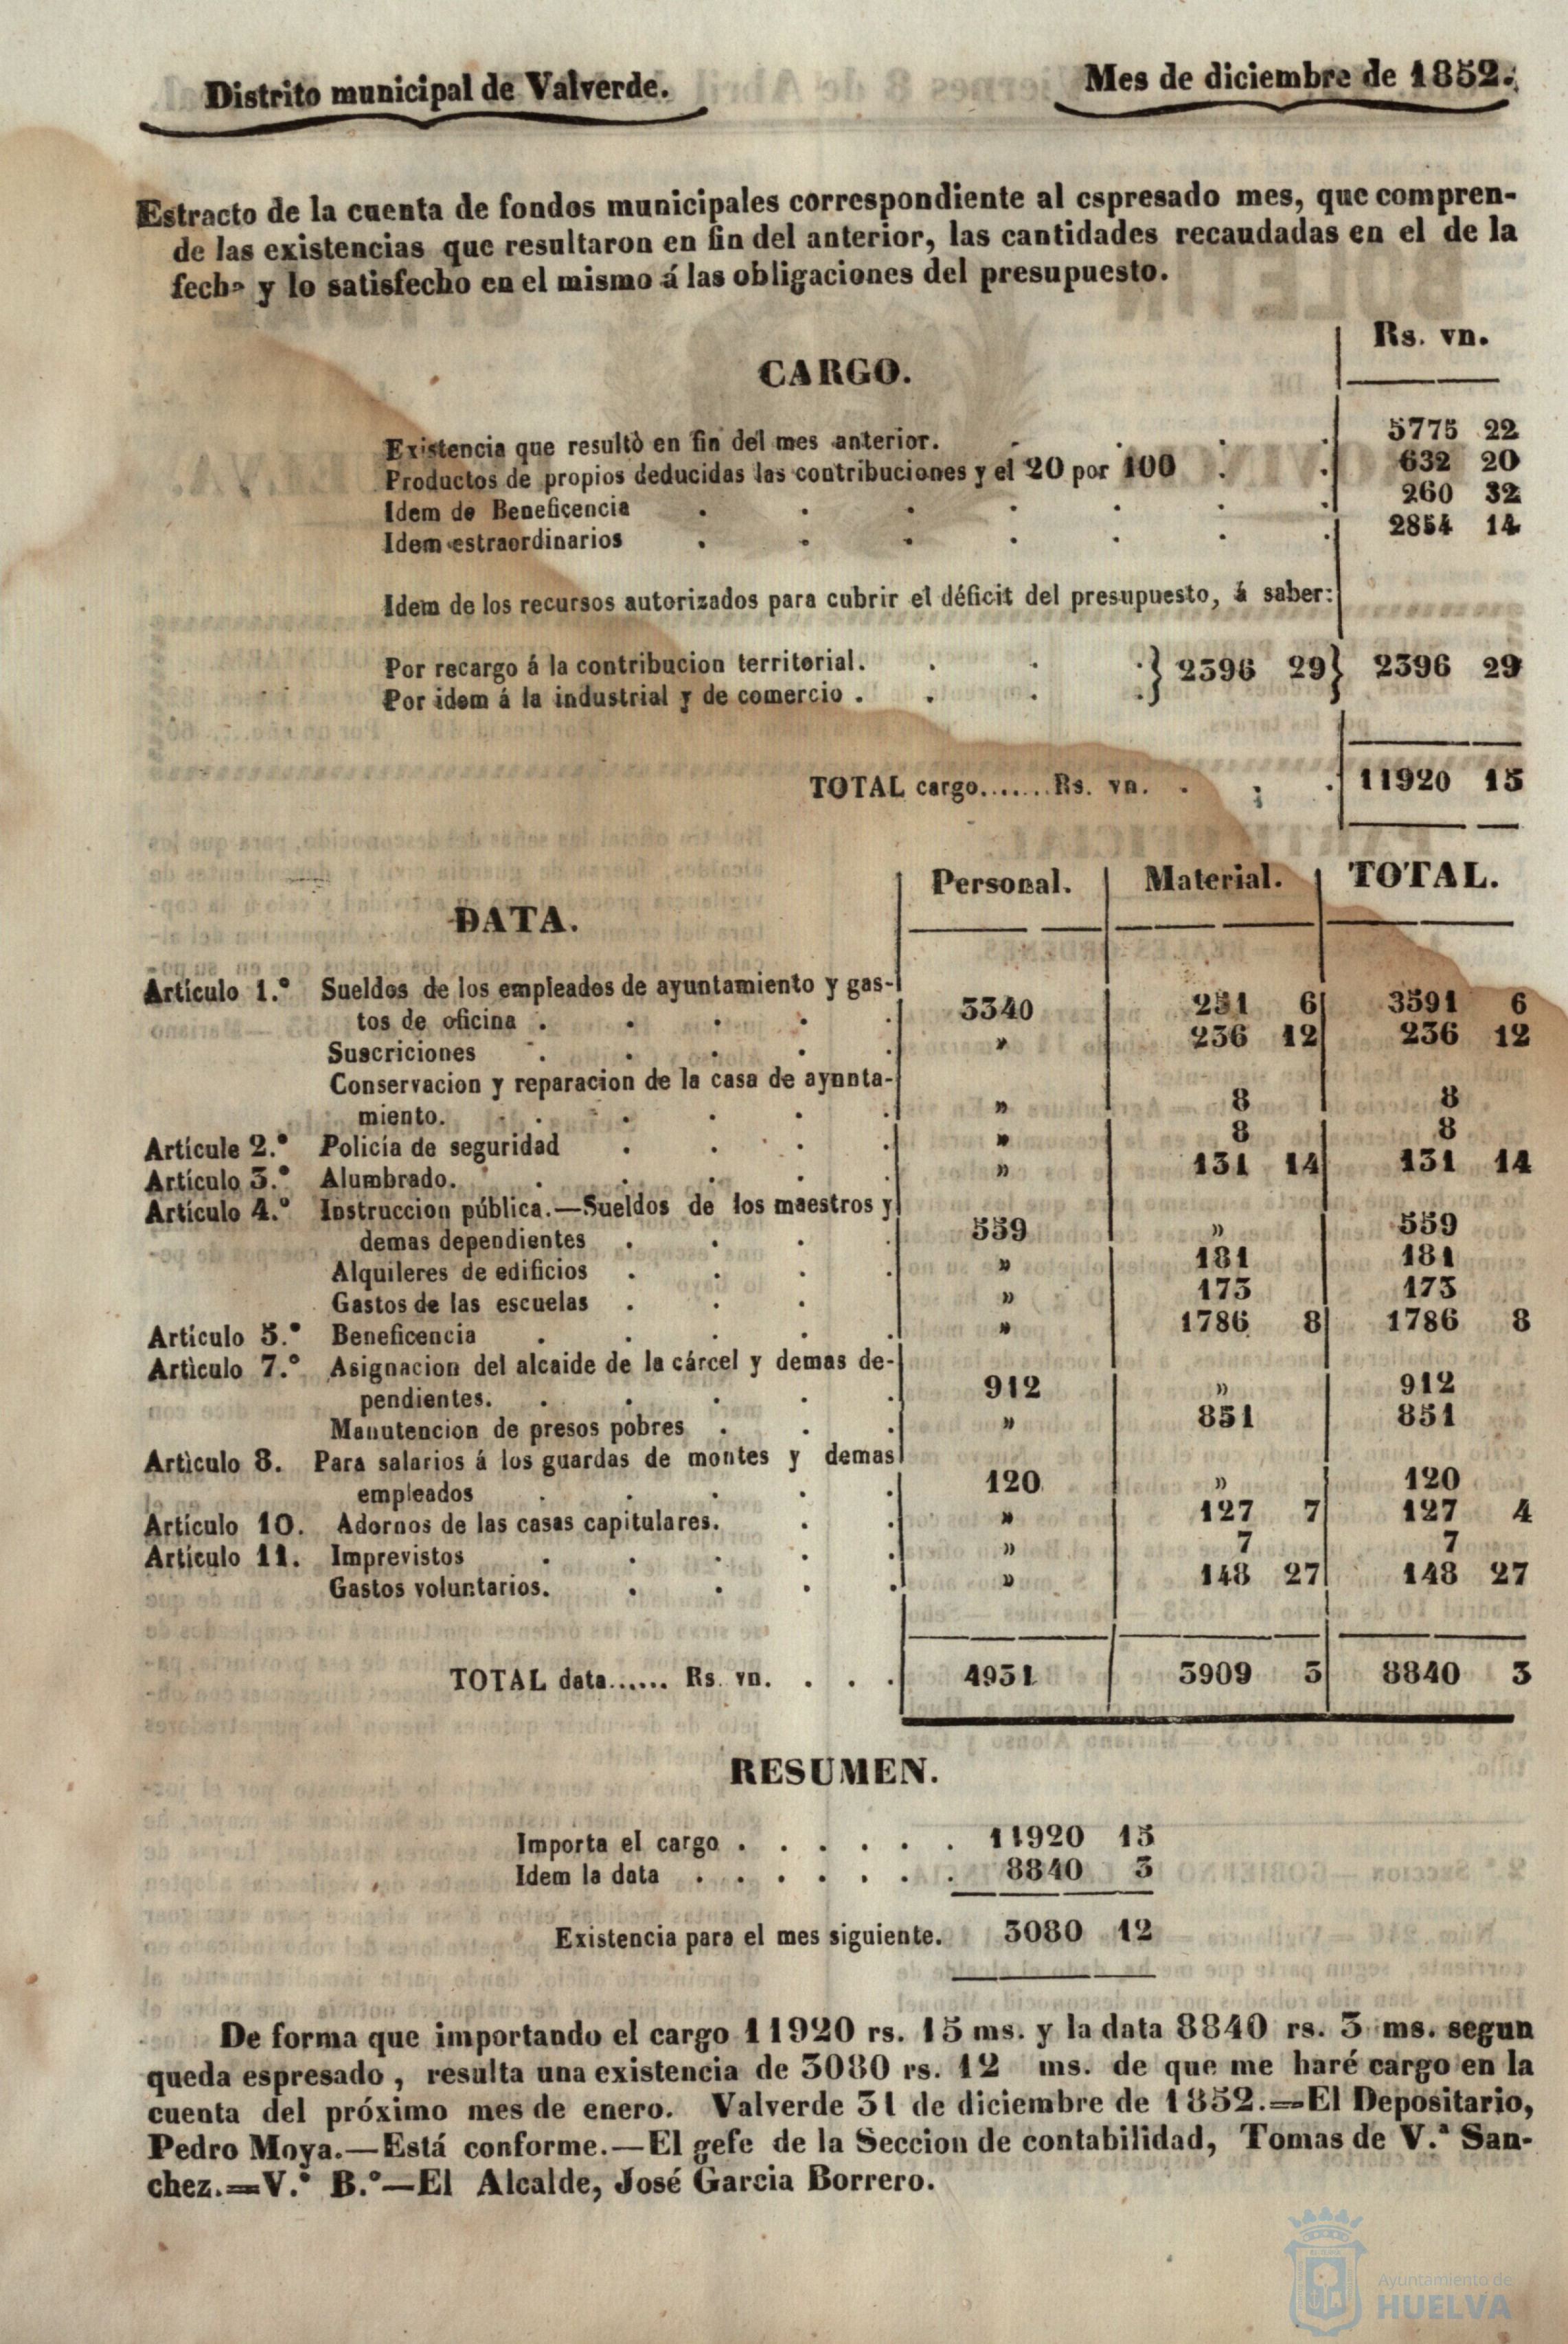 Distrito municipal de Valverde. Mes de diciembre de 1852.
Estracto de la cuenta de fondos municipales correspondiente al espresado mes, que compren-
de las existencias que resultaron en fin del anterior, las cantidades recaudadas en el de la
fecha y lo satisfecho en el mismo á las obligaciones del presupuesto.
Rs. vn.
CARGO.
Existencia que resultò en fin del mes anterior. . . . . 5775 22
Productos de propios deducidas las contribuciones y el 20 por 100 . . 632 20
Idem de Beneficencia . . . . . . . 260 32
Idem estraordinarios . . . . . . . 2854 14
Idem de los recursos autorizados para cubrir el déficit del presupuesto, á saber:
Por recargo á la contribucion territorial. . . . } 2396 29 } 2396 29
Por idem á la industrial y de comercio . . . .
TOTAL cargo.......Rs. vn. . . . 11920 15
Personal. Material. TOTAL.
DATA.
Artículo 1.º Sueldos de los empleados de ayuntamiento y gas-
tos de oficina . . . . . 3340 251 6 3591 6
Suscriciones . . . . . » 236 12 236 12
Conservacion y reparacion de la casa de ayunta-
miento. . . . . . » 8 8
Artícule 2.º Policía de seguridad . . . . » 8 8
Artículo 3.º Alumbrado. . . . . . » 131 14 131 14
Artículo 4.º Instruccion pública.—Sueldos de los maestros y
demas dependientes . . . . 559 » 559
Alquileres de edificios . . . . » 181 181
Gastos de las escuelas . . . » 173 173
Artículo 5.º Beneficencia . . . . . » 1786 8 1786 8
Artìculo 7.º Asignacion del alcaide de la cárcel y demas de-
pendientes. . . . . . 912 » 912
Manutencion de presos pobres . . . » 851 851
Artìculo 8. Para salarios á los guardas de montes y demas
empleados . . . . . 120 » 120
Artículo 10. Adornos de las casas capitulares. . . » 127 7 127 4
Artículo 11. Imprevistos . . . . . » 7 7
Gastos voluntarios. . . . . » 148 27 148 27
TOTAL data...... Rs. vn. . . . 4931 3909 3 8840 3
RESUMEN.
Importa el cargo . . . . . . 11920 15
Idem la data . . . . . . . 8840 3
Existencia para el mes siguiente. 3080 12
De forma que importando el cargo 11920 rs. 15 ms. y la data 8840 rs. 3 ms. segun
queda espresado, resulta una existencia de 3080 rs. 12 ms. de que me haré cargo en la
cuenta del próximo mes de enero. Valverde 31 de diciembre de 1852.=El Depositario,
Pedro Moya.—Está conforme.—El gefe de la Seccion de contabilidad, Tomas de V.ª San-
chez.=V.º B.º—El Alcalde, José Garcia Borrero.
Ayuntamiento de
HUELVA